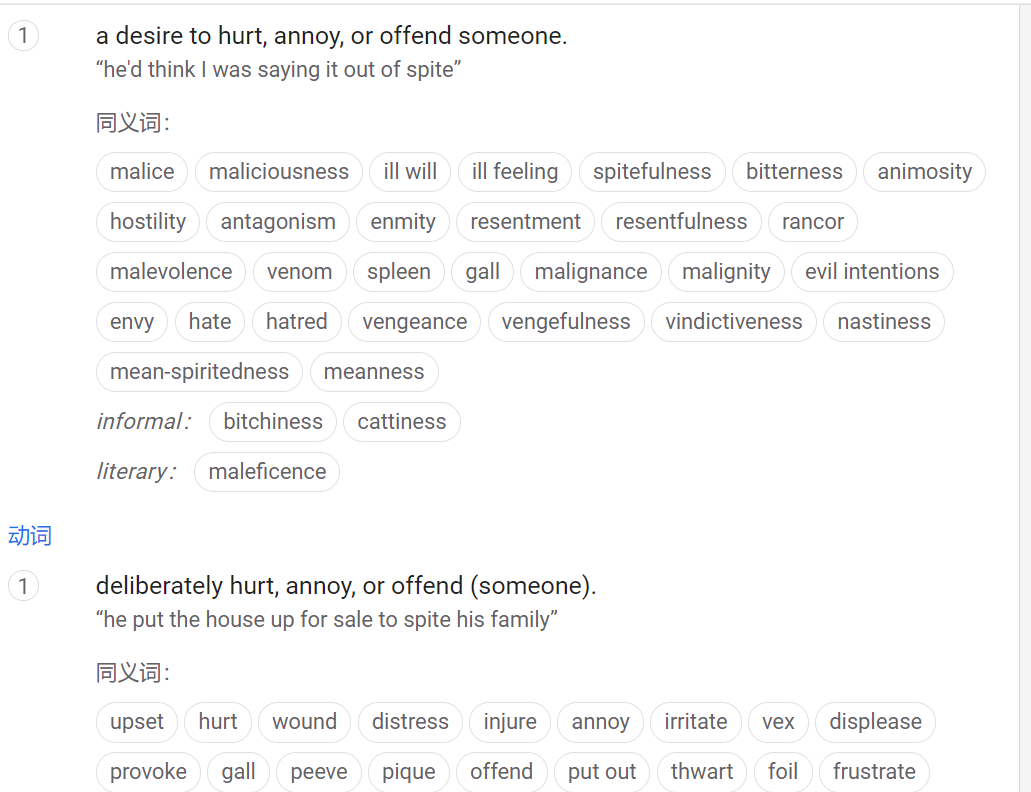 1 a desire to hurt, annoy, or offend someone.
“he'd think I was saying it out of spite”
同义词：
malice maliciousness ill will ill feeling spitefulness bitterness animosity
hostility antagonism enmity resentment resentfulness rancor
malevolence venom spleen gall malignance malignity evil intentions
envy hate hatred vengeance vengefulness vindictiveness nastiness
mean-spiritedness meanness
informal： bitchiness cattiness
literary： maleficence
动词
1 deliberately hurt, annoy, or offend (someone).
“he put the house up for sale to spite his family”
同义词：
upset hurt wound distress injure annoy irritate vex displease
provoke gall peeve pique offend put out thwart foil frustrate